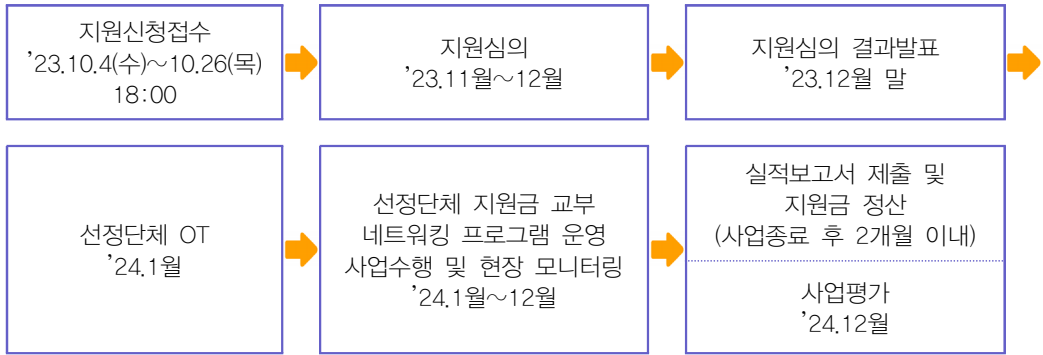 지원신청접수
’23.10.4(수)~10.26(목)
18:00
지원심의
’23.11월~12월
지원심의 결과발표
’23.12월 말
선정단체 OT
’24.1월
선정단체 지원금 교부
네트워킹 프로그램 운영
사업수행 및 현장 모니터링
’24.1월~12월
실적보고서 제출 및
지원금 정산
(사업종료 후 2개월 이내)
사업평가
’24.12월